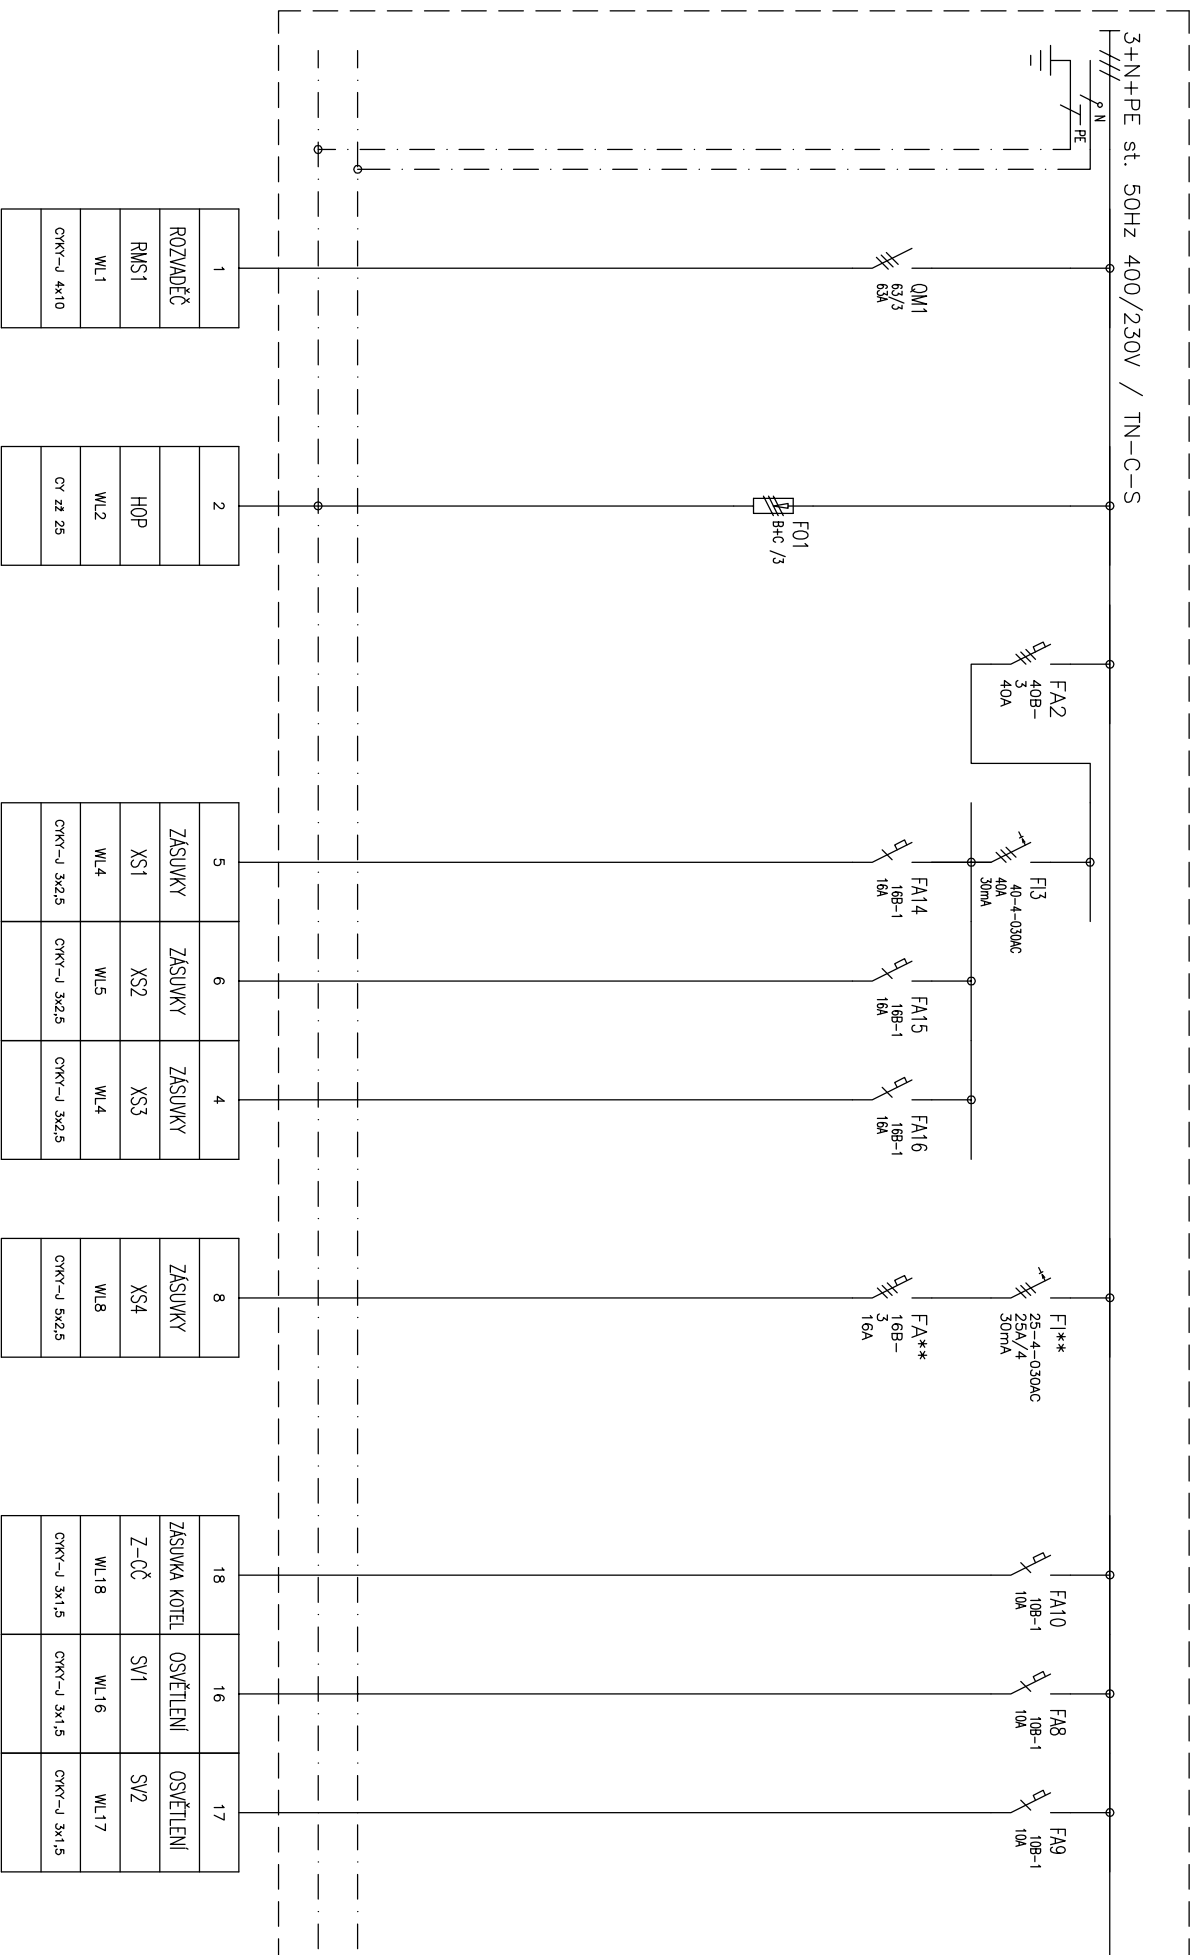 3+N+PE st. 50Hz 400/230V / TN-C-S
N
PE
QM1
63/3
63A
FO1
B+C /3
FA2
40B-
3
40A
FI3
40-4-030AC
40A
30mA
FA14
16B-1
16A
FA15
16B-1
16A
FA16
16B-1
16A
FI**
25-4-030AC
25A/4
30mA
FA**
16B-
3
16A
FA10
10B-1
10A
FA8
10B-1
10A
FA9
10B-1
10A
1
ROZVADĚČ
RMS1
WL1
CYKY-J 4x10
2
HOP
WL2
CY zž 25
5
ZÁSUVKY
XS1
WL4
CYKY-J 3x2,5
6
ZÁSUVKY
XS2
WL5
CYKY-J 3x2,5
4
ZÁSUVKY
XS3
WL4
CYKY-J 3x2,5
8
ZÁSUVKY
XS4
WL8
CYKY-J 5x2,5
18
ZÁSUVKA KOTEL
Z-CČ
WL18
CYKY-J 3x1,5
16
OSVĚTLENÍ
SV1
WL16
CYKY-J 3x1,5
17
OSVĚTLENÍ
SV2
WL17
CYKY-J 3x1,5